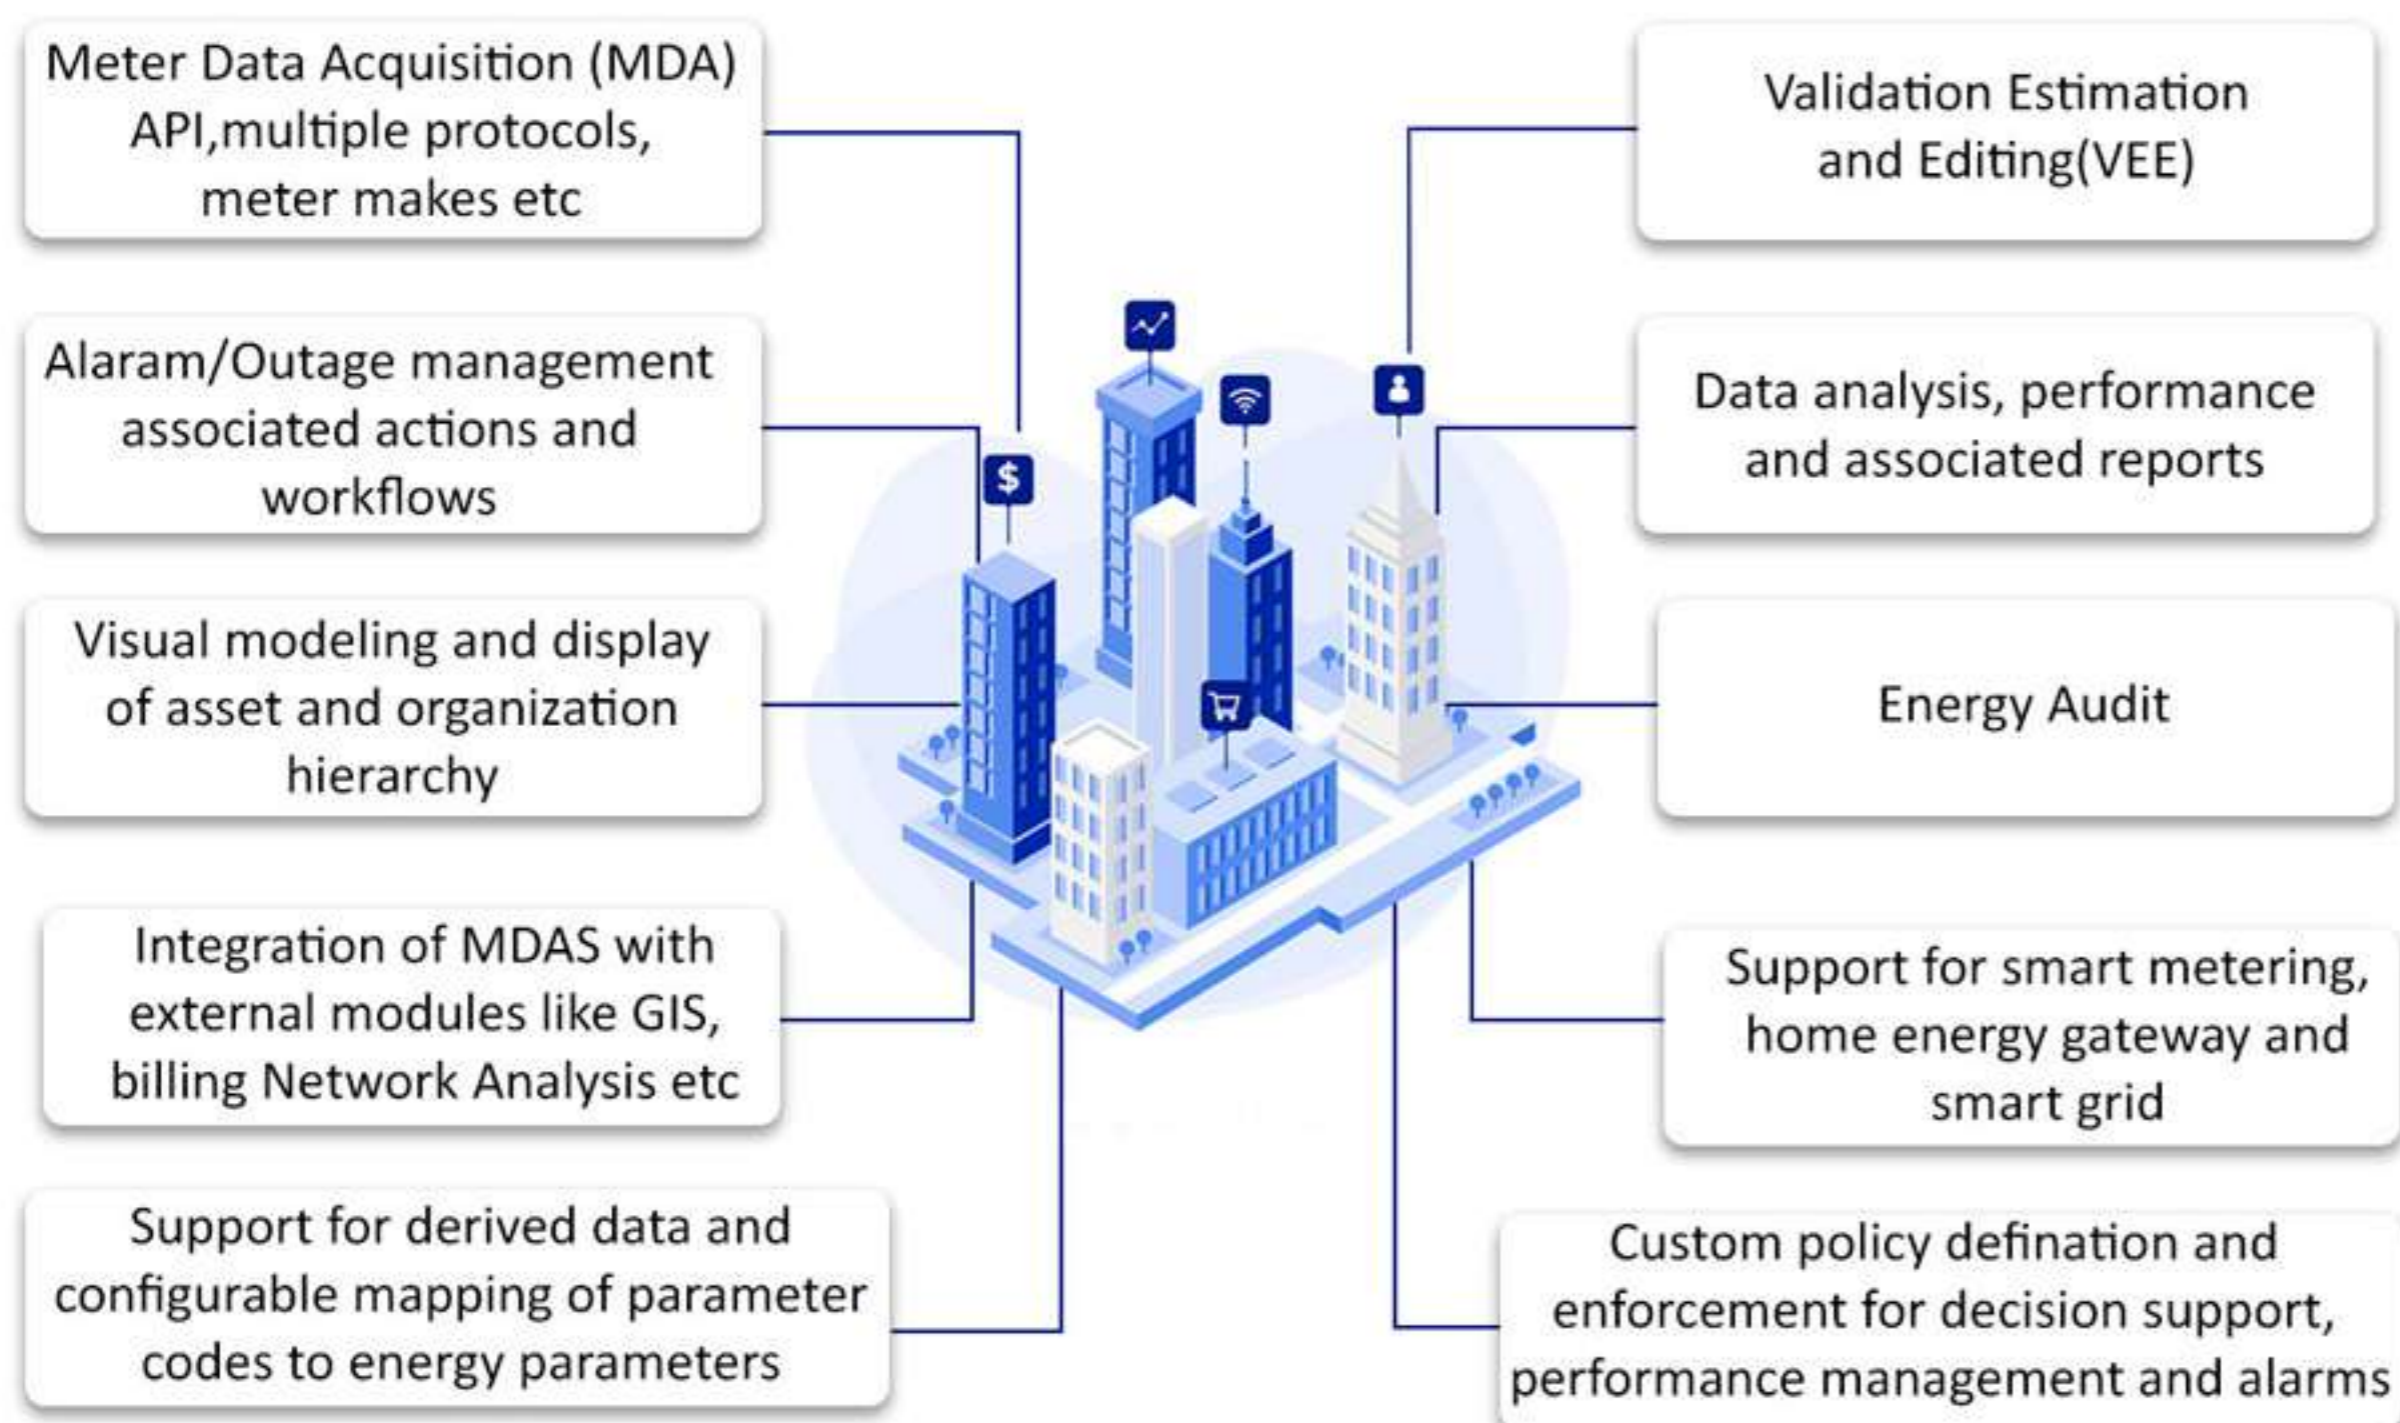 Meter Data Acquisition (MDA)
API,multiple protocols,
meter makes etc
Alaram/Outage management
associated actions and
workflows
Visual modeling and display
of asset and organization
hierarchy
Integration of MDAS with
external modules like GIS,
billing Network Analysis etc
Support for derived data and
configurable mapping of parameter
codes to energy parameters
Validation Estimation
and Editing(VEE)
Data analysis, performance
and associated reports
Energy Audit
Support for smart metering,
home energy gateway and
smart grid
Custom policy defination and
enforcement for decision support,
performance management and alarms
$